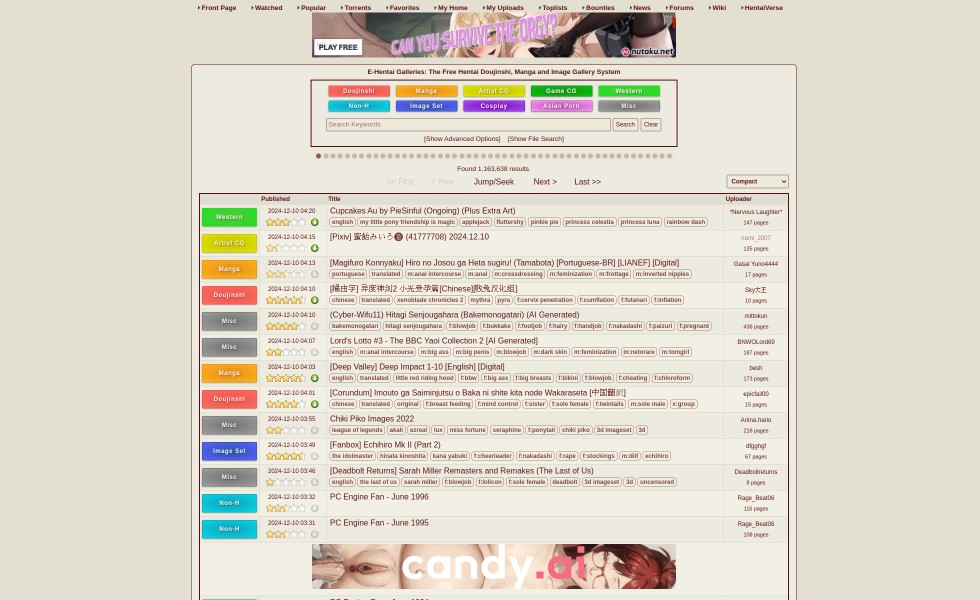 Front Page Watched Popular Torrents Favorites My Home My Uploads Toplists Bounties News Forums Wiki HentaiVerse
PLAY FREE
CAN YOU SURVIVE THE ORGY?
nutaku.net
E-Hentai Galleries: The Free Hentai Doujinshi, Manga and Image Gallery System
Doujinshi Manga Artist CG Game CG Western
Non-H Image Set Cosplay Asian Porn Misc
Search Keywords Search Clear
[Show Advanced Options] [Show File Search]
Found 1,163,638 results.
<< First < Prev Jump/Seek Next > Last >> Compact
Published Title Uploader
Western 2024-12-10 04:20 Cupcakes Au by PieSinful (Ongoing) (Plus Extra Art) *Nervous Laughter*
english my little pony friendship is magic applejack fluttershy pinkie pie princess celestia princess luna rainbow dash 147 pages
Artist CG 2024-12-10 04:15 [Pixiv] 蜜飴みいろ🔞 (41777708) 2024.12.10 nami_1007
135 pages
Manga 2024-12-10 04:13 [Magifuro Konnyaku] Hiro no Josou ga Heta sugiru! (Tamabota) [Portuguese-BR] [LIANEF] [Digital] Gasai Yuno4444
portuguese translated m:anal intercourse m:anal m:crossdressing m:feminization m:frottage m:inverted nipples 17 pages
Doujinshi 2024-12-10 04:10 异度神剑2 小光受孕篇[Chinese] Sky大王
chinese translated xenoblade chronicles 2 mythra pyra f:cervix penetration f:cumflation f:futanari f:inflation 10 pages
Misc 2024-12-10 04:10 (Cyber-Wifu11) Hitagi Senjougahara (Bakemonogatari) (AI Generated) mittokun
bakemonogatari hitagi senjougahara f:blowjob f:bukkake f:footjob f:hairy f:handjob f:nakadashi f:paizuri f:pregnant 436 pages
Misc 2024-12-10 04:07 Lord's Lotto #3 - The BBC Yaoi Collection 2 [AI Generated] BNWOLord69
english m:anal intercourse m:big ass m:big penis m:blowjob m:dark skin m:feminization m:netorare m:tomgirl 187 pages
Manga 2024-12-10 04:03 [Deep Valley] Deep Impact 1-10 [English] [Digital] besh
english translated little red riding hood f:bbw f:big ass f:big breasts f:bikini f:blowjob f:cheating f:chloroform 173 pages
Doujinshi 2024-12-10 04:01 [Corundum] Imouto ga Saiminjutsu o Baka ni shite kita node Wakaraseta [中国翻訳] epicfail00
chinese translated original f:breast feeding f:mind control f:sister f:sole female f:twintails m:sole male x:group 15 pages
Misc 2024-12-10 03:55 Chiki Piko Images 2022 Arima.hario
league of legends akali ezreal lux miss fortune seraphine f:ponytail chiki piko 3d imageset 3d 216 pages
Image Set 2024-12-10 03:49 [Fanbox] Echihiro Mk II (Part 2) dfgghgf
the idolmaster hinata kinoshita kana yabuki f:cheerleader f:nakadashi f:rape f:stockings m:dilf echihiro 67 pages
Misc 2024-12-10 03:46 [Deadbolt Returns] Sarah Miller Remasters and Remakes (The Last of Us) Deadboltreturns
english the last of us sarah miller f:blowjob f:lolicon f:sole female deadbolt 3d imageset 3d uncensored 8 pages
Non-H 2024-12-10 03:32 PC Engine Fan - June 1996 Rage_Beat06
116 pages
Non-H 2024-12-10 03:31 PC Engine Fan - June 1995 Rage_Beat06
108 pages
candy.ai